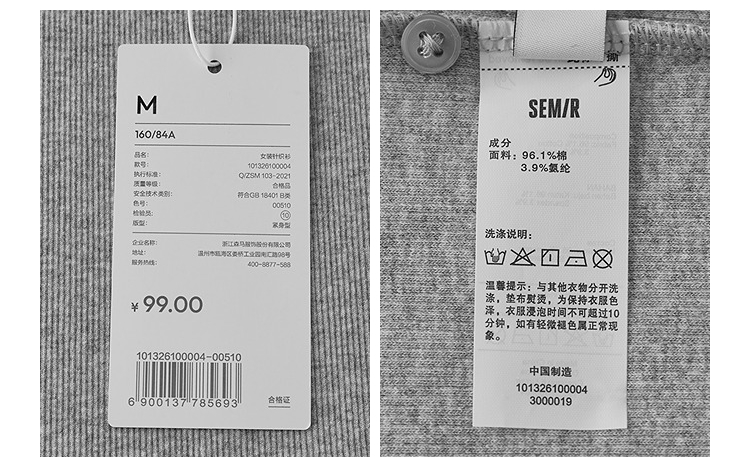 M
160/84A
品名: 女装针织衫
款号: 101326100004
执行标准: Q/ZSM 103-2021
质量等级: 合格品
安全技术类别: 符合GB 18401 B类
色号: 00510
检验员: 10
版型: 紧身型
企业名称: 浙江森马服饰股份有限公司
地址: 温州市瓯海区娄桥工业园南汇路98号
服务热线: 400-8877-588
¥ 99.00
101326100004-00510
6 900137 785693
合格证
SEM/R
成分
面料: 96.1%棉
3.9%氨纶
洗涤说明:
温馨提示: 与其他衣物分开洗
涤, 垫布熨烫, 为保持衣服色
泽, 衣服浸泡时间不可超过10
分钟, 如有轻微褪色属正常现
象。
中国制造
101326100004
3000019